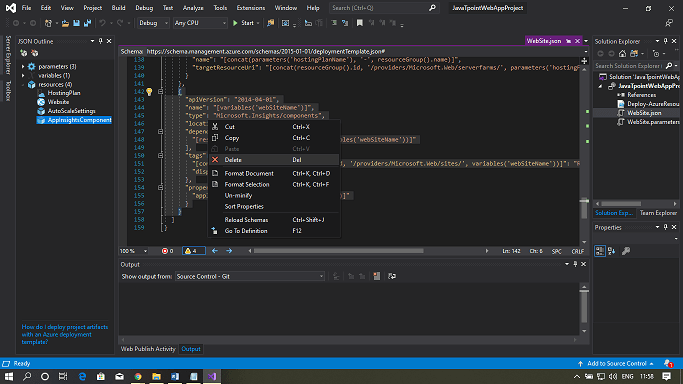 File Edit View Project Build Debug Test Analyze Tools Extensions Window Help Search (Ctrl+Q) JavaTpointWebAppProject
Debug Any CPU Start
Server Explorer
Toolbox
JSON Outline
parameters (3)
variables (1)
resources (4)
HostingPlan
Website
AutoScaleSettings
AppInsightsComponent
How do I deploy project artifacts
with an Azure deployment
template?
WebSite.json
Schema: https://schema.management.azure.com/schemas/2015-01-01/deploymentTemplate.json#
138 "name": "[concat(parameters('hostingPlanName'), '-', resourceGroup().name)]",
139 "targetResourceUri": "[concat(resourceGroup().id, '/providers/Microsoft.Web/serverfarms/', parameters('hosting
140 }
141 },
142 {
143 "apiVersion": "2014-04-01",
144 "name": "[variables('webSiteName')]",
145 "type": "Microsoft.Insights/components",
146 "locat
147 "depe
148 "[res ables('webSiteName'))]"
149 ],
150 "tags"
151 "[con , '/providers/Microsoft.Web/sites/', variables('webSiteName'))]": "R
152 "disp
153 },
154 "prope
155 "appl ]"
156 }
157 }
158 ]
159 }
Cut Ctrl+X
Copy Ctrl+C
Paste Ctrl+V
Delete Del
Format Document Ctrl+K, Ctrl+D
Format Selection Ctrl+K, Ctrl+F
Un-minify
Sort Properties
Reload Schemas Ctrl+Shift+J
Go To Definition F12
100 % 0 4 Ln: 142 Ch: 6 SPC CRLF
Output
Show output from: Source Control - Git
Web Publish Activity Output
Solution Explorer
Search Solution Explorer
Solution 'JavaTpointWebAppPr
JavaTpointWebAppProject
References
Deploy-AzureResou
WebSite.json
WebSite.parameters
Solution Exp... Team Explorer
Properties
Ready Add to Source Control
ENG 11:58